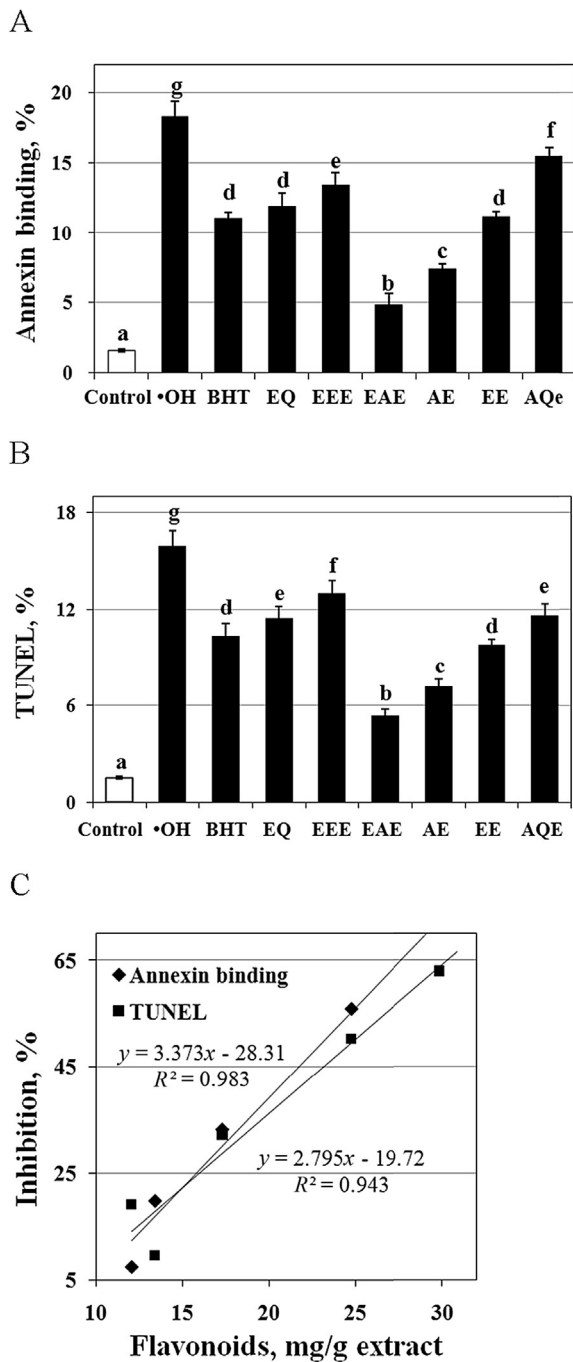 A
Annexin binding, %
20
15
10
5
0
a
g
d
d
e
b
c
d
f
Control •OH BHT EQ EEE EAE AE EE AQe
B
TUNEL, %
18
12
6
0
a
g
d
e
f
b
c
d
e
Control •OH BHT EQ EEE EAE AE EE AQE
C
Inhibition, %
65
45
25
5
Annexin binding
TUNEL
y = 3.373x - 28.31
R² = 0.983
y = 2.795x - 19.72
R² = 0.943
10 15 20 25 30
Flavonoids, mg/g extract